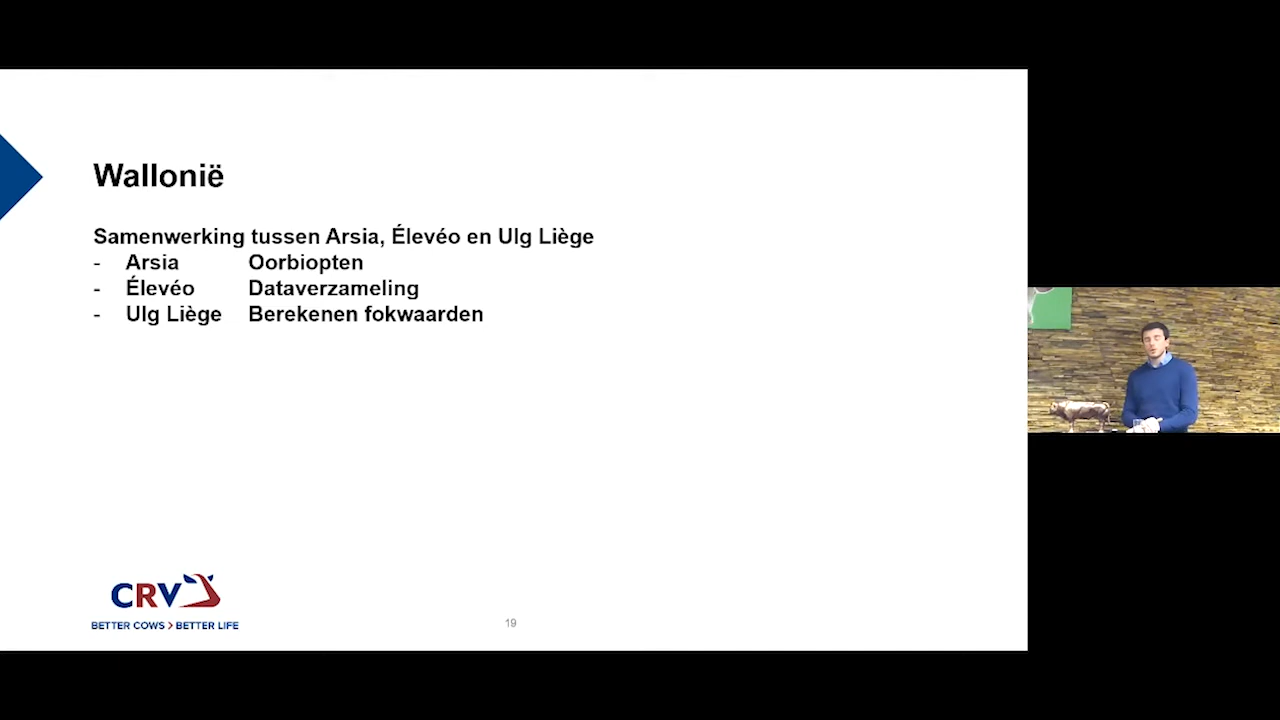 Wallonië
Samenwerking tussen Arsia, Élevéo en Ulg Liège
- Arsia Oorbiopten
- Élevéo Dataverzameling
- Ulg Liège Berekenen fokwaarden
CRV
BETTER COWS > BETTER LIFE
19